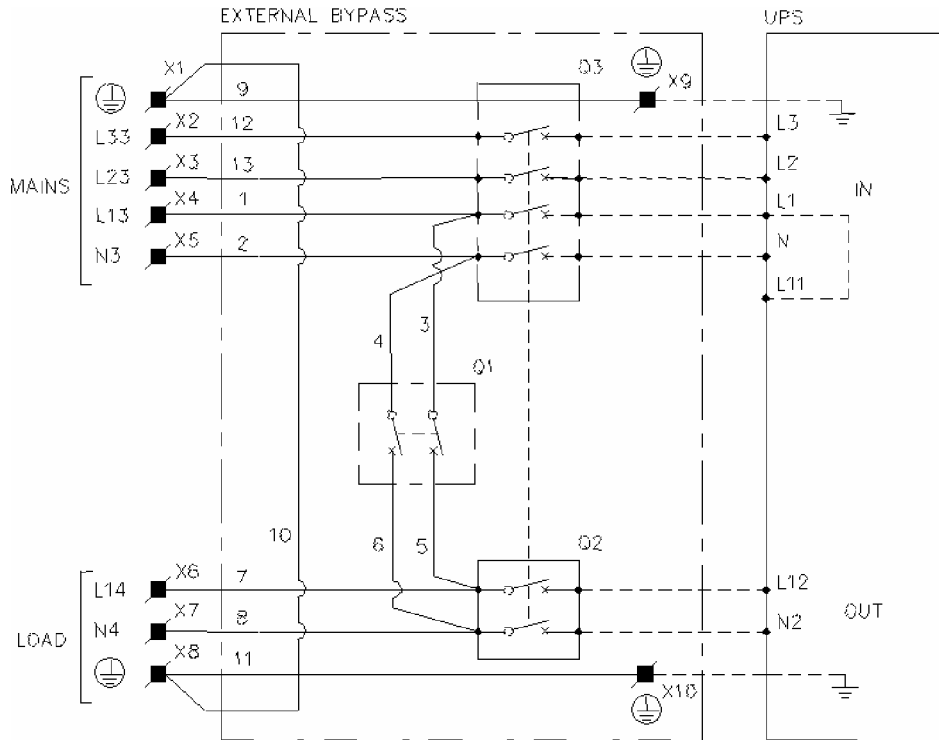 EXTERNAL BYPASS UPS
X1 Q3 X9
9
L33 X2 12 L3
L23 X3 13 L2
MAINS IN
L13 X4 1 L1
N3 X5 2 N
L11
4 3
Q1
10 6 5 Q2
L14 X6 7 L12
N4 X7 8 N2
LOAD OUT
X8 11
X10